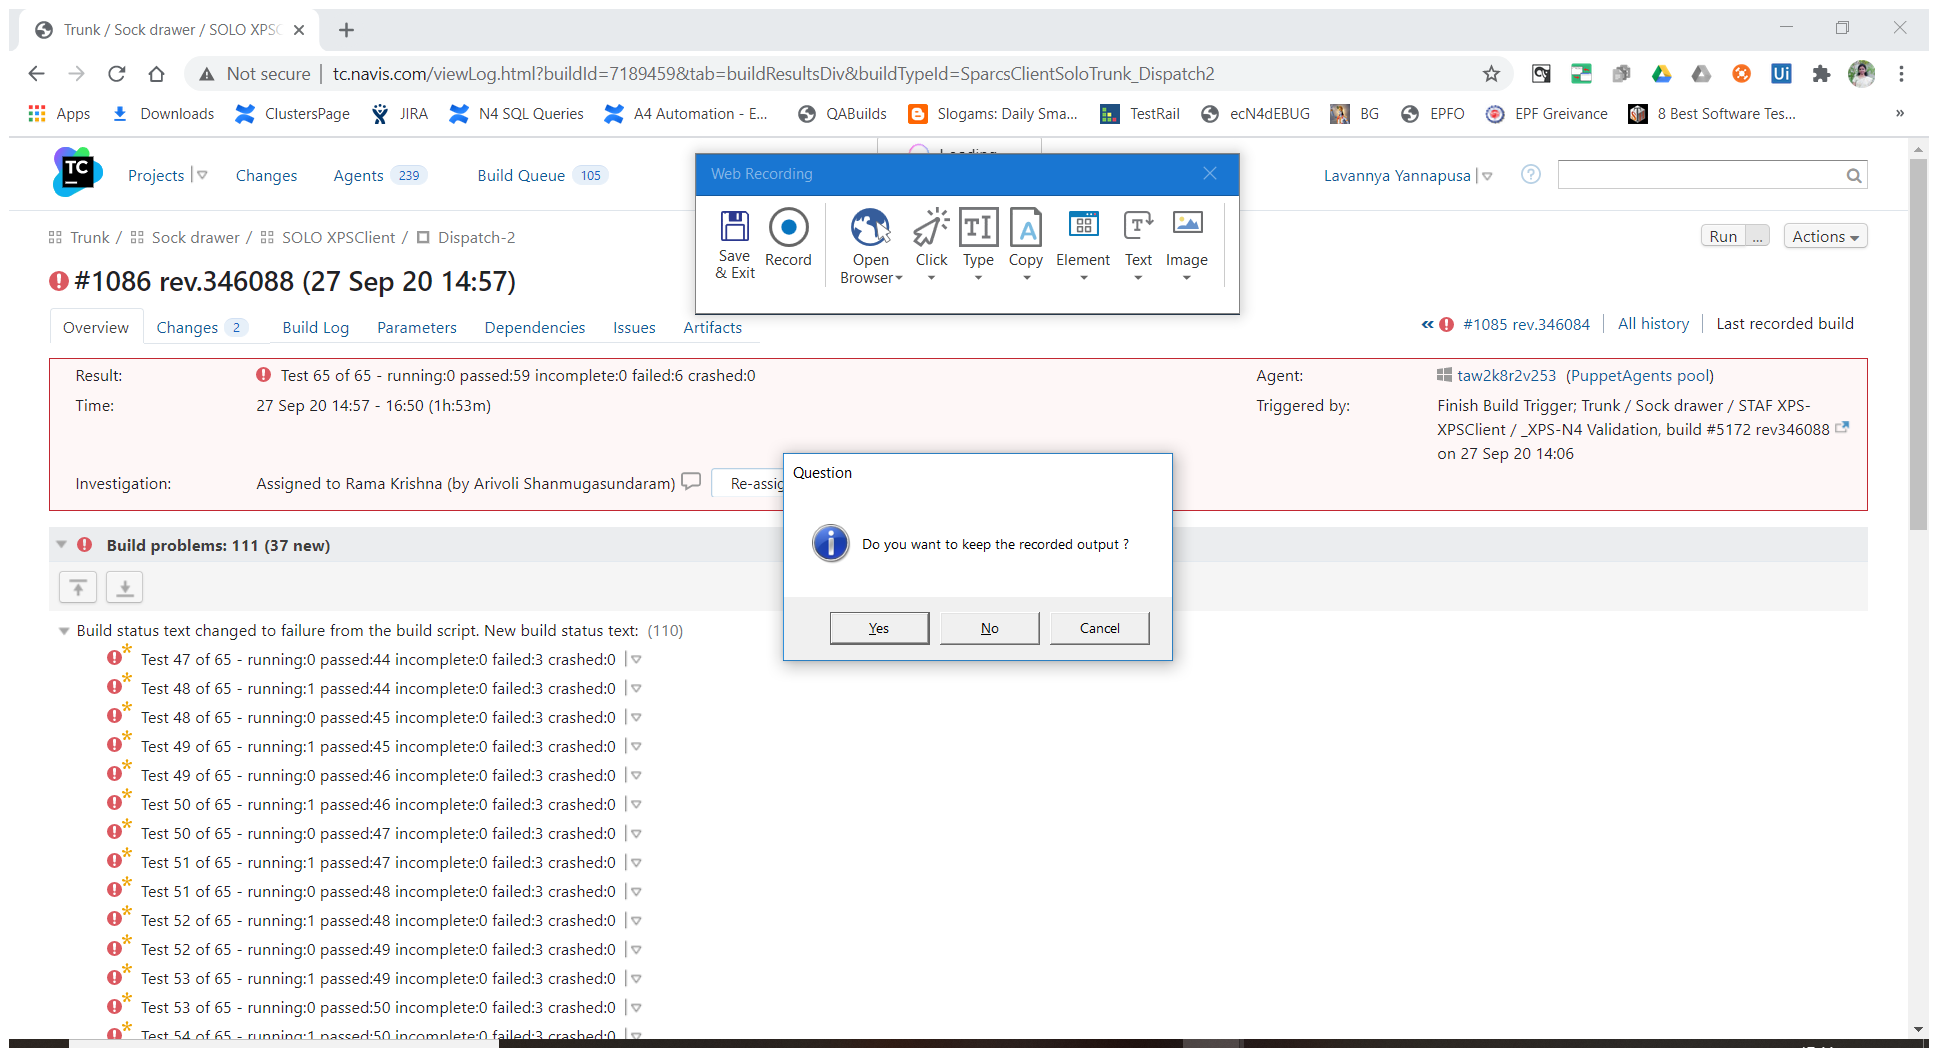 Trunk / Sock drawer / SOLO XPSC
Not secure | tc.navis.com/viewLog.html?buildId=7189459&tab=buildResultsDiv&buildTypeId=SparcsClientSoloTrunk_Dispatch2
Apps Downloads ClustersPage JIRA N4 SQL Queries A4 Automation - E... QABuilds Slogams: Daily Sma... TestRail ecN4dEBUG BG EPFO EPF Greivance 8 Best Software Tes... »
TC Projects Changes Agents 239 Build Queue 105 Lavannya Yannapusa ?
Loading
Web Recording
Save & Exit Record Open Browser Click Type Copy Element Text Image
Trunk / Sock drawer / SOLO XPSClient / Dispatch-2
Run ... Actions
#1086 rev.346088 (27 Sep 20 14:57)
Overview Changes 2 Build Log Parameters Dependencies Issues Artifacts
« #1085 rev.346084 All history Last recorded build
Result: Test 65 of 65 - running:0 passed:59 incomplete:0 failed:6 crashed:0
Agent: taw2k8r2v253 (PuppetAgents pool)
Time: 27 Sep 20 14:57 - 16:50 (1h:53m)
Triggered by: Finish Build Trigger; Trunk / Sock drawer / STAF XPS-
XPSClient / _XPS-N4 Validation, build #5172 rev346088
on 27 Sep 20 14:06
Investigation: Assigned to Rama Krishna (by Arivoli Shanmugasundaram) Re-assig
Question
Do you want to keep the recorded output ?
Yes No Cancel
Build problems: 111 (37 new)
Build status text changed to failure from the build script. New build status text: (110)
Test 47 of 65 - running:0 passed:44 incomplete:0 failed:3 crashed:0
Test 48 of 65 - running:1 passed:44 incomplete:0 failed:3 crashed:0
Test 48 of 65 - running:0 passed:45 incomplete:0 failed:3 crashed:0
Test 49 of 65 - running:1 passed:45 incomplete:0 failed:3 crashed:0
Test 49 of 65 - running:0 passed:46 incomplete:0 failed:3 crashed:0
Test 50 of 65 - running:1 passed:46 incomplete:0 failed:3 crashed:0
Test 50 of 65 - running:0 passed:47 incomplete:0 failed:3 crashed:0
Test 51 of 65 - running:1 passed:47 incomplete:0 failed:3 crashed:0
Test 51 of 65 - running:0 passed:48 incomplete:0 failed:3 crashed:0
Test 52 of 65 - running:1 passed:48 incomplete:0 failed:3 crashed:0
Test 52 of 65 - running:0 passed:49 incomplete:0 failed:3 crashed:0
Test 53 of 65 - running:1 passed:49 incomplete:0 failed:3 crashed:0
Test 53 of 65 - running:0 passed:50 incomplete:0 failed:3 crashed:0
Test 54 of 65 - running:1 passed:50 incomplete:0 failed:3 crashed:0